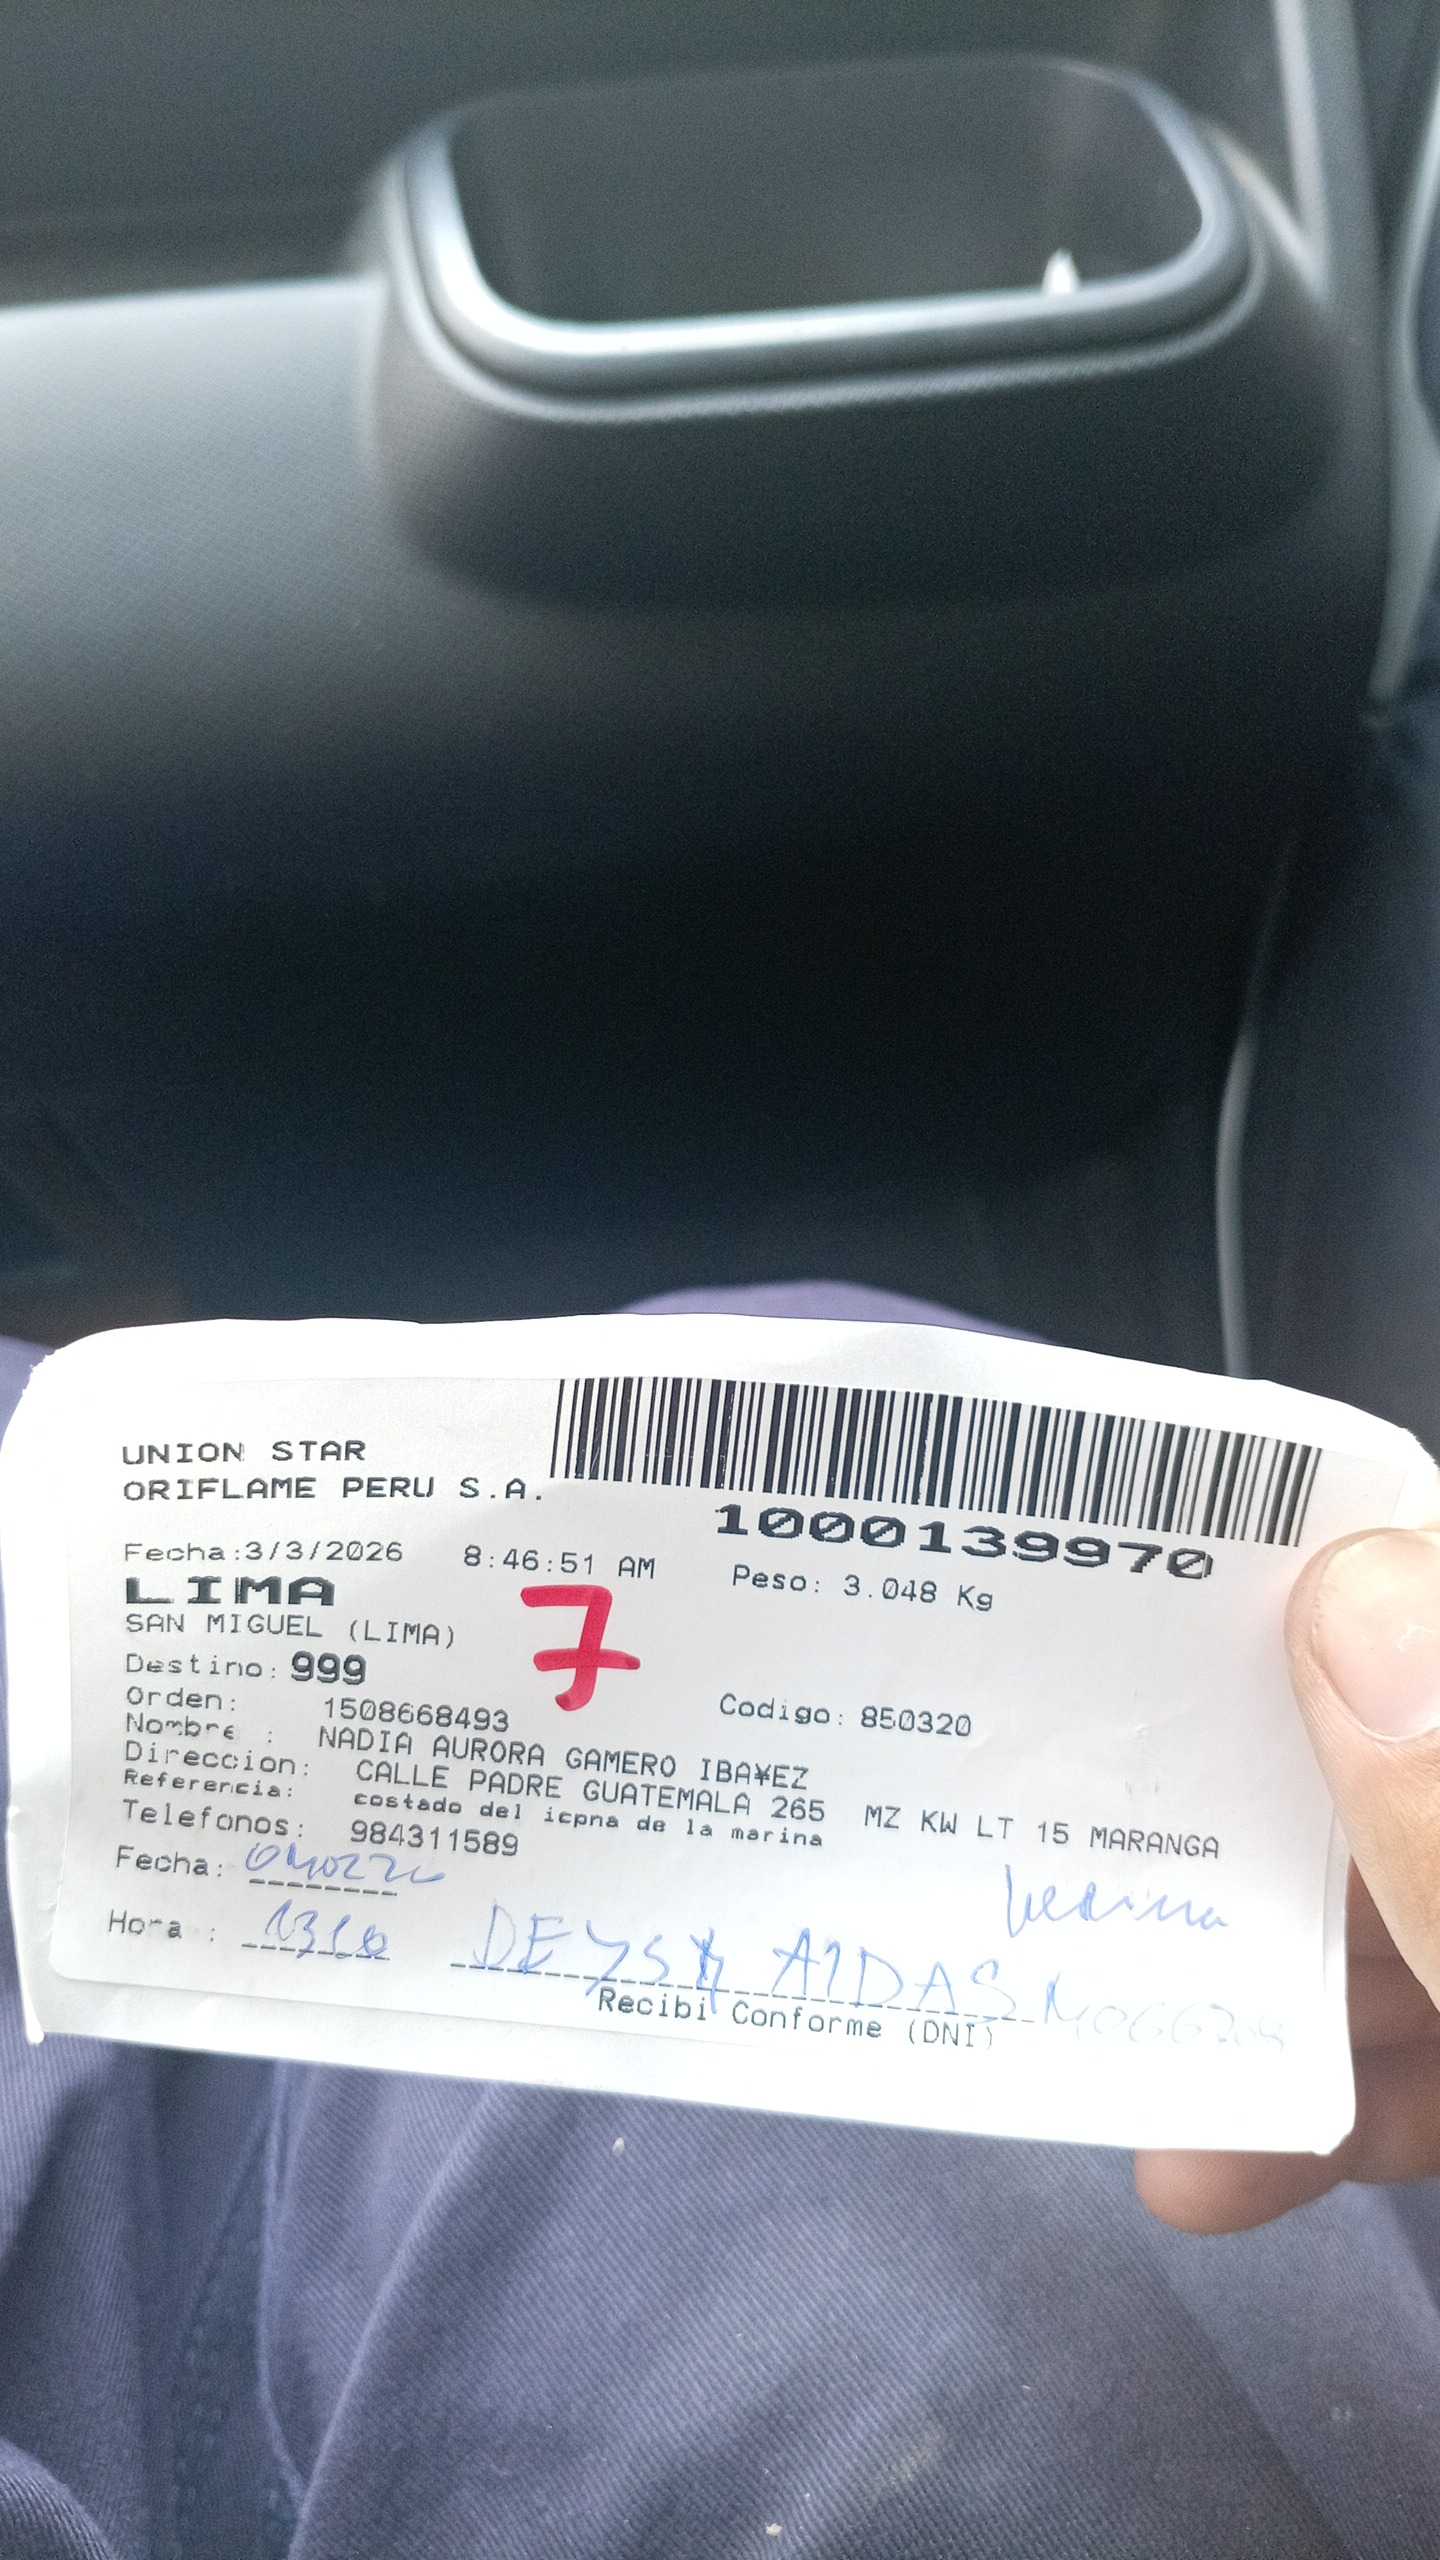 UNION STAR
ORIFLAME PERU S.A.
1000139970
Fecha:3/3/2026 8:46:51 AM Peso: 3.048 Kg
LIMA
SAN MIGUEL (LIMA)
7
Destino: 999
Orden: 1508668493 Codigo: 850320
Nombre : NADIA AURORA GAMERO IBA¥EZ
Direccion: CALLE PADRE GUATEMALA 265 MZ KW LT 15 MARANGA
Referencia: costado del icpna de la marina
Telefonos: 984311589
Fecha:
vecina
Hora :
DEYSY AIDAS
Recibi Conforme (DNI)